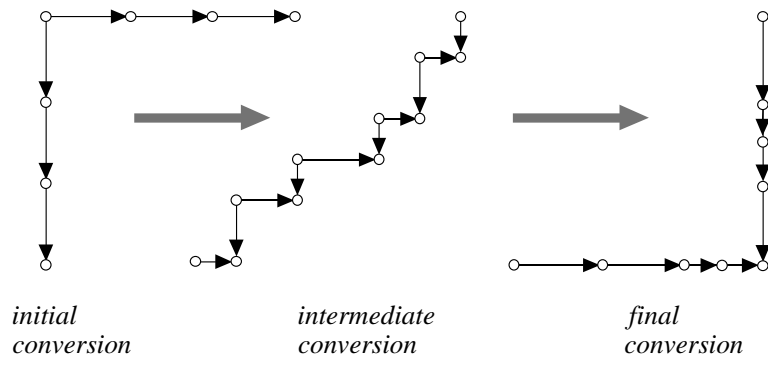 initial
conversion
intermediate
conversion
final
conversion